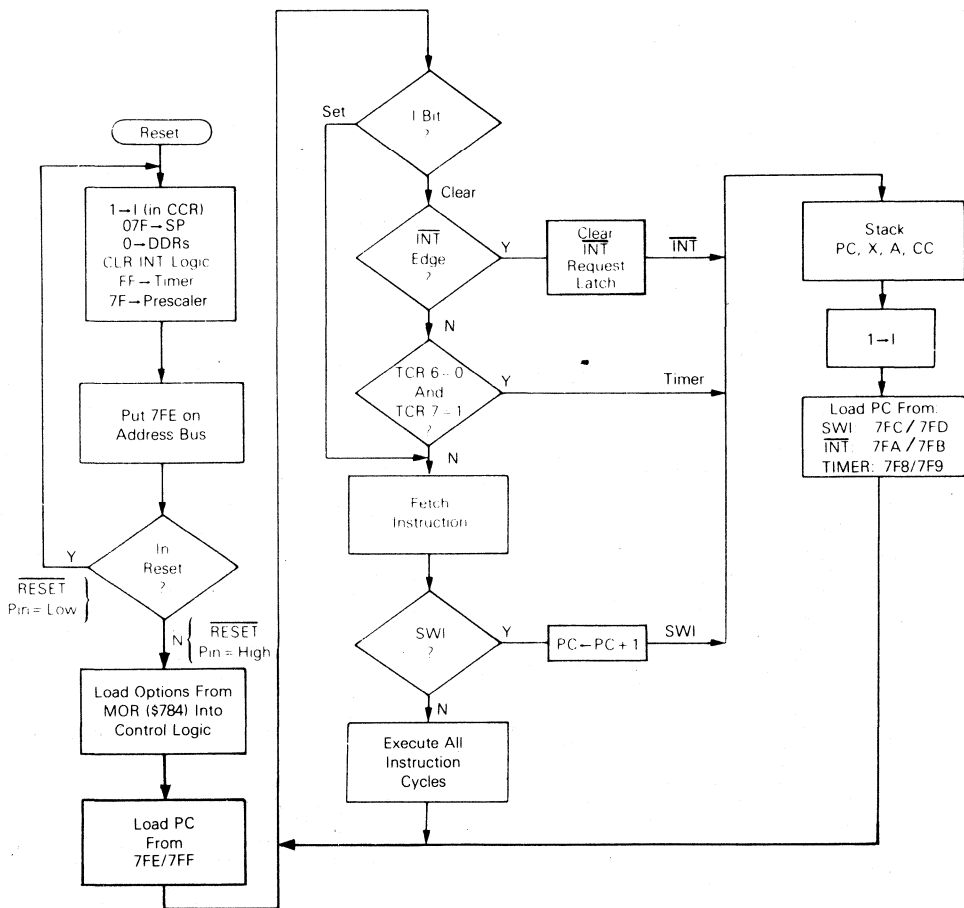 Reset
1→I (in CCR)
07F→SP
0→DDRs
CLR INT Logic
FF→Timer
7F→Prescaler
Put 7FE on
Address Bus
In
Reset
?
Y
RESET
Pin = Low
N
RESET
Pin = High
Load Options From
MOR ($784) Into
Control Logic
Load PC
From
7FE/7FF
I Bit
?
Set
Clear
INT
Edge
?
Y
Clear
INT
Request
Latch
INT
N
TCR 6 = 0
And
TCR 7 = 1
?
Y
Timer
N
Fetch
Instruction
SWI
?
Y
PC←PC + 1
SWI
N
Execute All
Instruction
Cycles
Stack
PC, X, A, CC
1→I
Load PC From:
SWI: 7FC/7FD
INT: 7FA/7FB
TIMER: 7F8/7F9